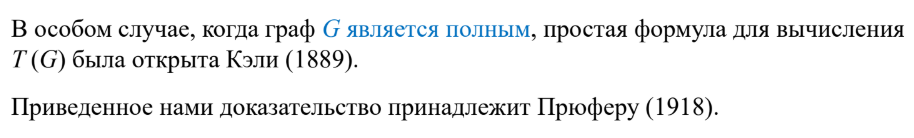 В особом случае, когда граф G является полным, простая формула для вычисления
T (G) была открыта Кэли (1889).
Приведенное нами доказательство принадлежит Прюферу (1918).